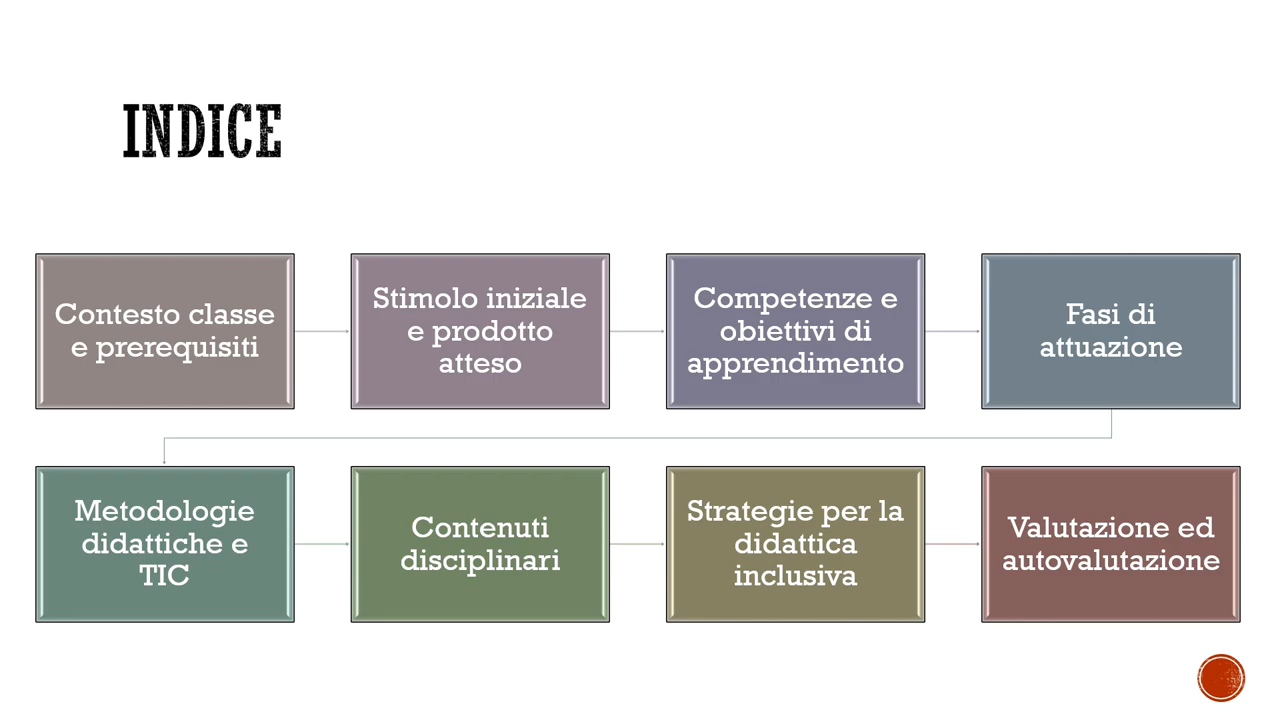 INDICE
Contesto classe
e prerequisiti
Stimolo iniziale
e prodotto
atteso
Competenze e
obiettivi di
apprendimento
Fasi di
attuazione
Metodologie
didattiche e
TIC
Contenuti
disciplinari
Strategie per la
didattica
inclusiva
Valutazione ed
autovalutazione